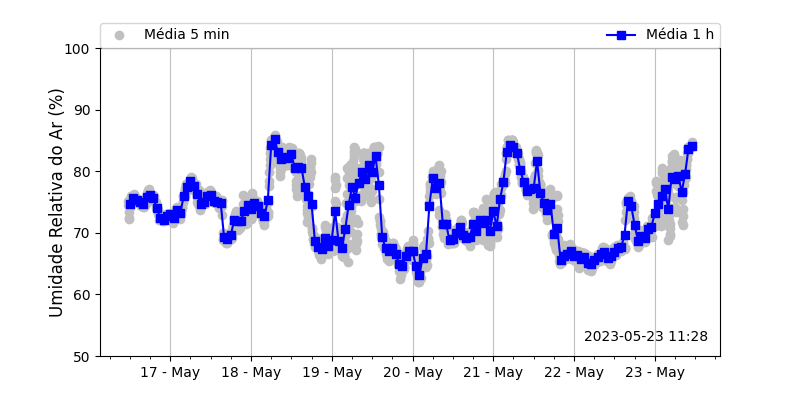 Média 5 min
Média 1 h
Umidade Relativa do Ar (%)
100
90
80
70
60
50
2023-05-23 11:28
17 - May
18 - May
19 - May
20 - May
21 - May
22 - May
23 - May